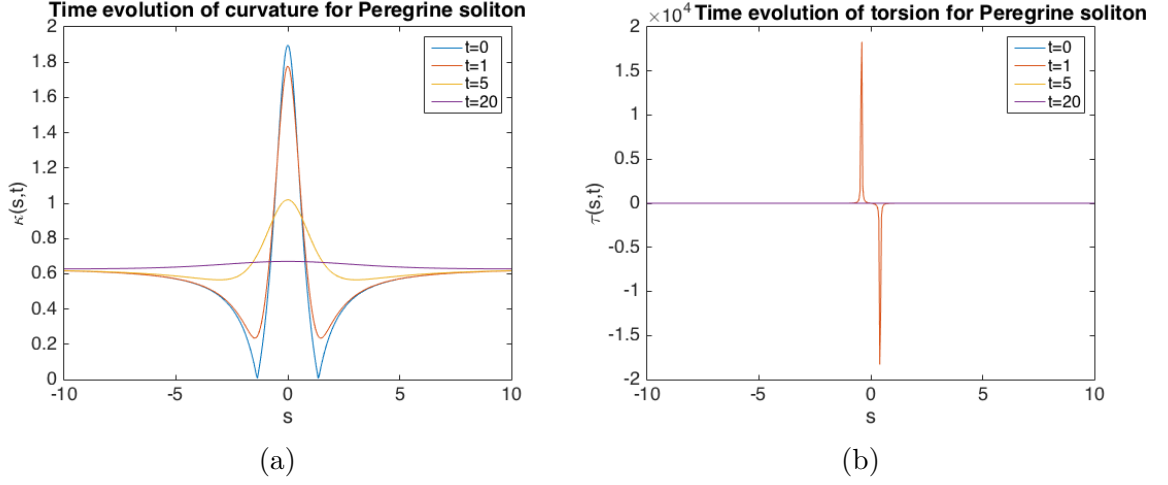 Time evolution of curvature for Peregrine soliton
2
1.8
1.6
1.4
1.2
1
0.8
0.6
0.4
0.2
0
κ(s,t)
-10
-5
0
5
10
s
t=0
t=1
t=5
t=20
(a)
×10⁴ Time evolution of torsion for Peregrine soliton
2
1.5
1
0.5
0
-0.5
-1
-1.5
-2
τ(s,t)
-10
-5
0
5
10
s
t=0
t=1
t=5
t=20
(b)